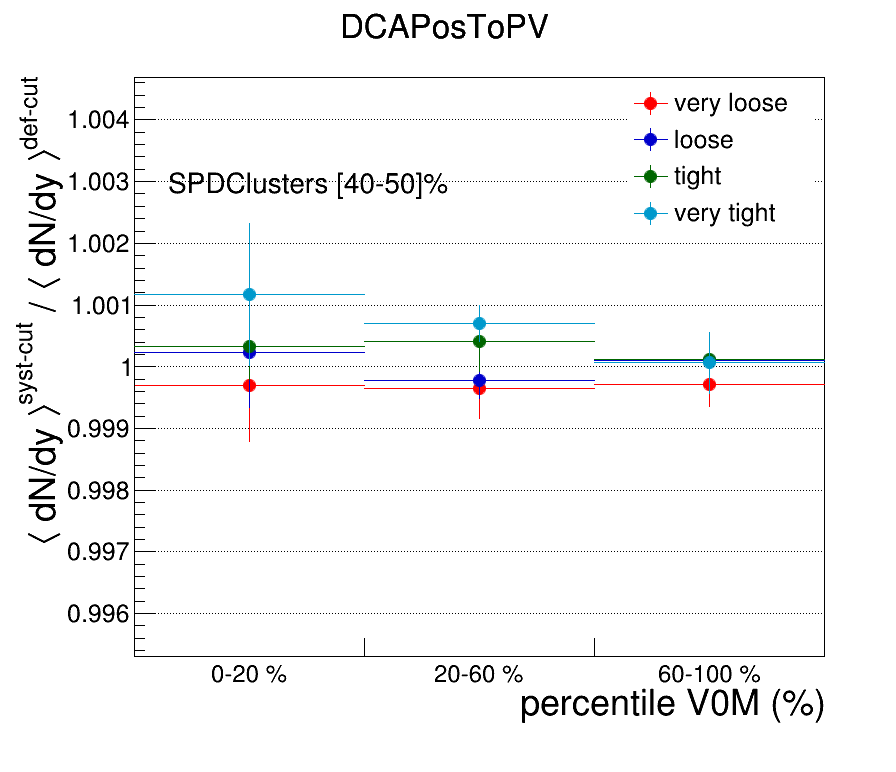 DCAPosToPV
⟨ dN/dy ⟩^syst-cut / ⟨ dN/dy ⟩^def-cut
1.004
1.003
1.002
1.001
1
0.999
0.998
0.997
0.996
SPDClusters [40-50]%
very loose
loose
tight
very tight
0-20 %
20-60 %
60-100 %
percentile V0M (%)